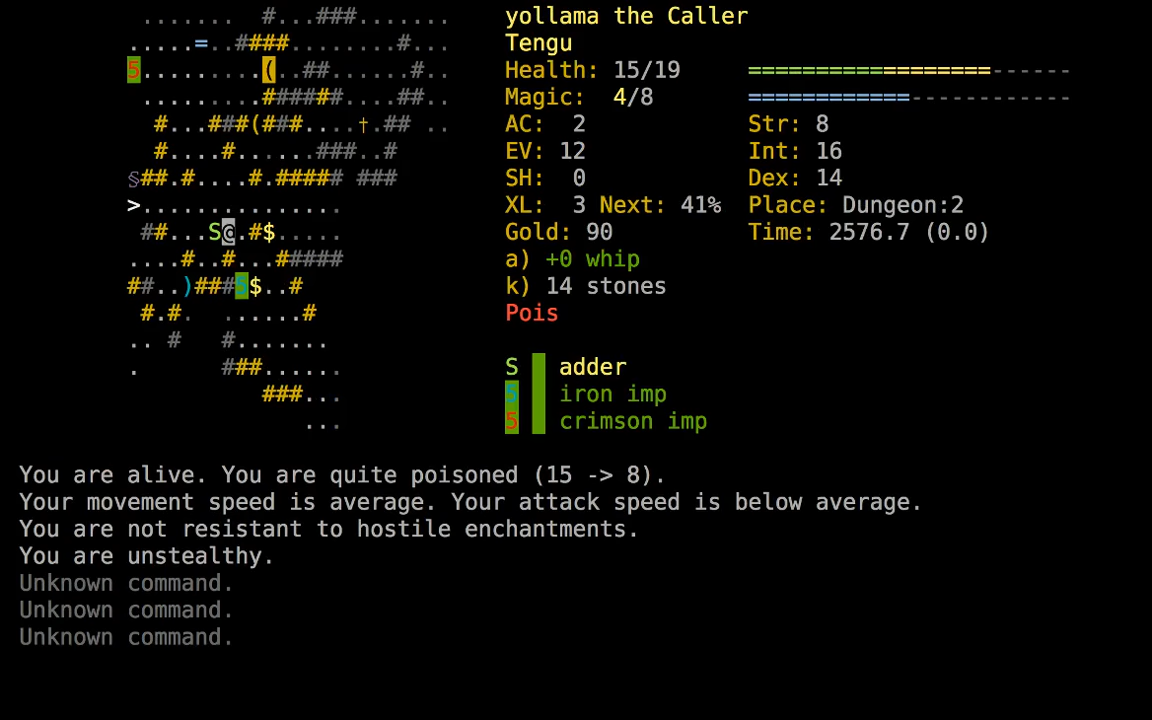 .......  #...###.......   yollama the Caller
.....=..####........#...   Tengu
5.........(..##......#..   Health: 15/19   ==================------
.........######....##..   Magic:  4/8    ============------------
#...###(###....†.## ..   AC:  2            Str: 8
#....#......###..#   EV: 12            Int: 16
§##.#....#.##### ###   SH:  0            Dex: 14
>...............   XL:  3 Next: 41%  Place: Dungeon:2
##...S@.#$.....   Gold: 90          Time: 2576.7 (0.0)
....#..#...#####   a) +0 whip
##..)###5$..#   k) 14 stones
#.#.  ......#   Pois
.. #  #.......
.      ###......   S adder
###...   5 iron imp
...   5 crimson imp
You are alive. You are quite poisoned (15 -> 8).
Your movement speed is average. Your attack speed is below average.
You are not resistant to hostile enchantments.
You are unstealthy.
Unknown command.
Unknown command.
Unknown command.